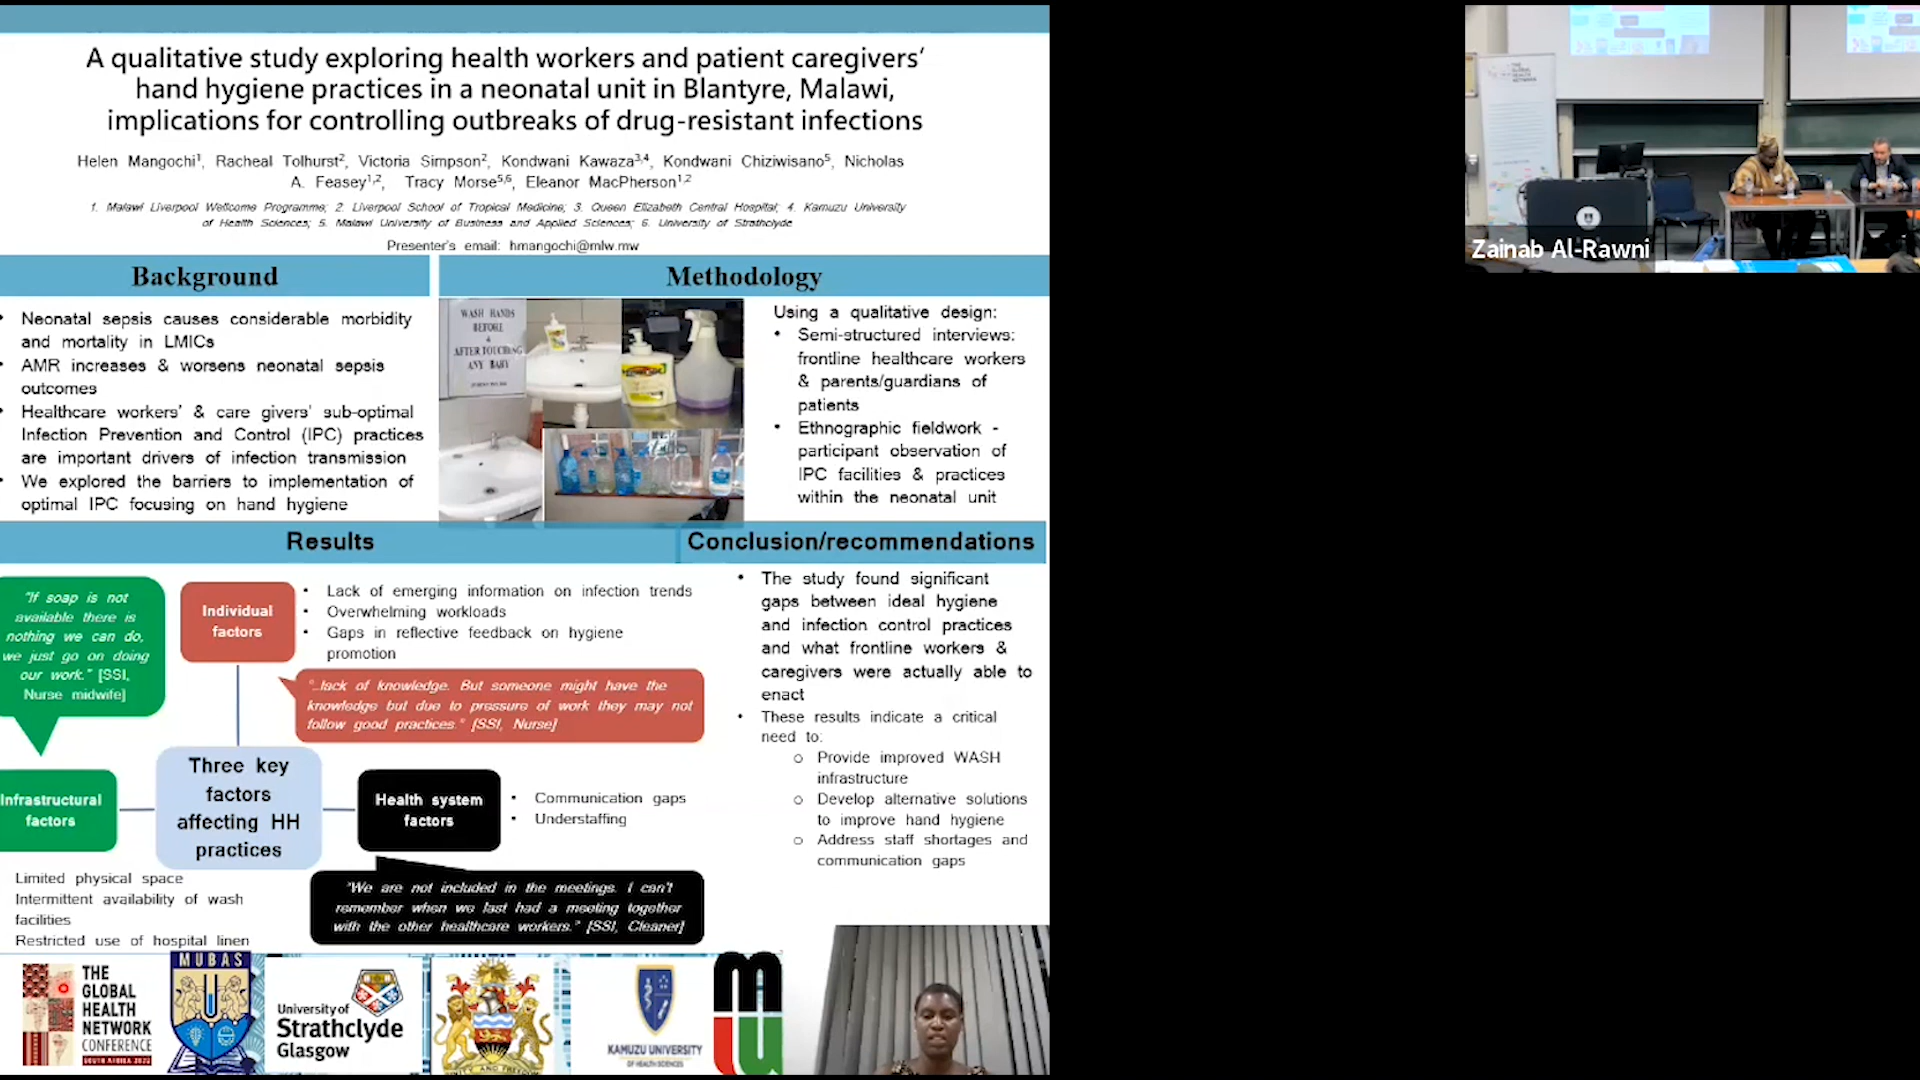 A qualitative study exploring health workers and patient caregivers'
hand hygiene practices in a neonatal unit in Blantyre, Malawi,
implications for controlling outbreaks of drug-resistant infections
Helen Mangochi¹, Racheal Tolhurst², Victoria Simpson², Kondwani Kawaza³,⁴, Kondwani Chiziwisano⁵, Nicholas
A. Feasey¹,², Tracy Morse⁵,⁶, Eleanor MacPherson¹,²
1. Malawi Liverpool Wellcome Programme; 2. Liverpool School of Tropical Medicine; 3. Queen Elizabeth Central Hospital; 4. Kamuzu University
of Health Sciences; 5. Malawi University of Business and Applied Sciences; 6. University of Strathclyde
Presenter's email: hmangochi@mlw.mw
Background
• Neonatal sepsis causes considerable morbidity
and mortality in LMICs
• AMR increases & worsens neonatal sepsis
outcomes
• Healthcare workers' & care givers' sub-optimal
Infection Prevention and Control (IPC) practices
are important drivers of infection transmission
• We explored the barriers to implementation of
optimal IPC focusing on hand hygiene
Methodology
WASH HANDS
BEFORE
&
AFTER TOUCHING
ANY BABY
Using a qualitative design:
• Semi-structured interviews:
frontline healthcare workers
& parents/guardians of
patients
• Ethnographic fieldwork -
participant observation of
IPC facilities & practices
within the neonatal unit
Results
"If soap is not
available there is
nothing we can do,
we just go on doing
our work." [SSI,
Nurse midwife]
Individual
factors
• Lack of emerging information on infection trends
• Overwhelming workloads
• Gaps in reflective feedback on hygiene
promotion
"..lack of knowledge. But someone might have the
knowledge but due to pressure of work they may not
follow good practices." [SSI, Nurse]
Infrastructural
factors
Three key
factors
affecting HH
practices
Health system
factors
• Communication gaps
• Understaffing
Limited physical space
Intermittent availability of wash
facilities
Restricted use of hospital linen
"We are not included in the meetings. I can't
remember when we last had a meeting together
with the other healthcare workers." [SSI, Cleaner]
Conclusion/recommendations
• The study found significant
gaps between ideal hygiene
and infection control practices
and what frontline workers &
caregivers were actually able to
enact
• These results indicate a critical
need to:
o Provide improved WASH
infrastructure
o Develop alternative solutions
to improve hand hygiene
o Address staff shortages and
communication gaps
THE
GLOBAL
HEALTH
NETWORK
CONFERENCE
SOUTH AFRICA 2022
MUBAS
University of
Strathclyde
Glasgow
UNITY AND FREEDOM
KAMUZU UNIVERSITY
OF HEALTH SCIENCES
THE
GLOBAL
HEALTH
NETWORK
Zainab Al-Rawni